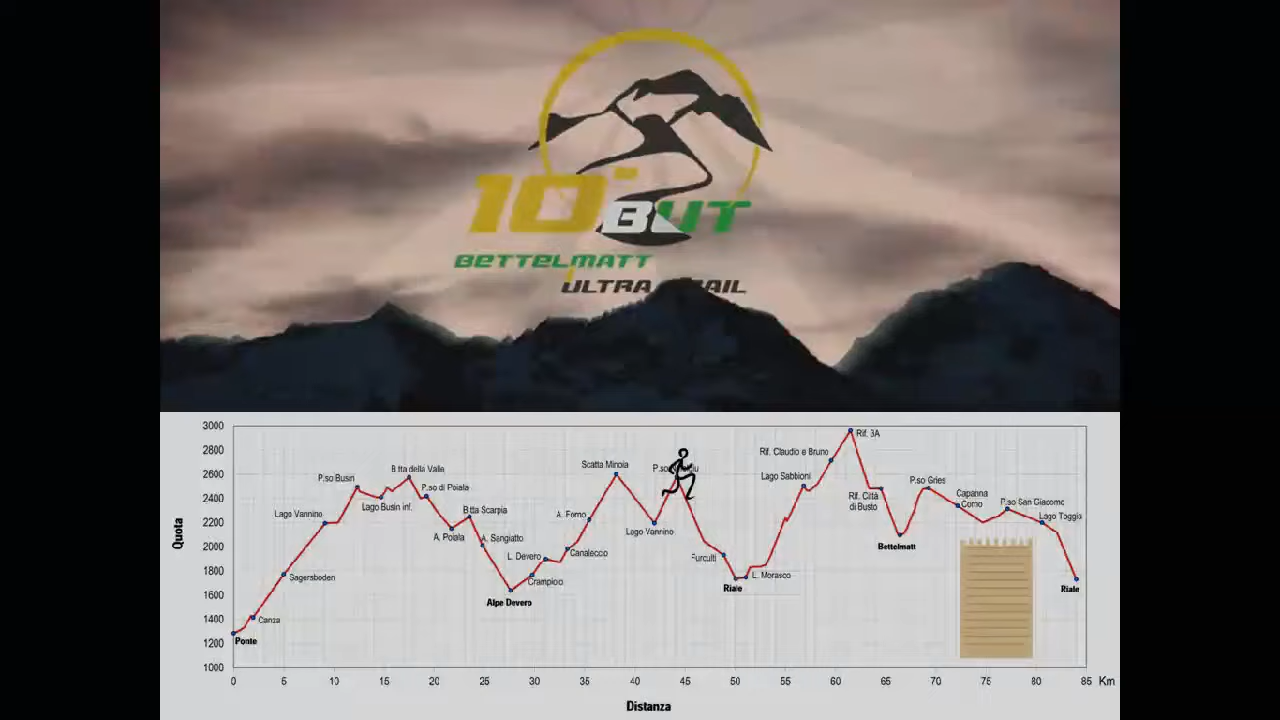 10°
BUT
BETTELMATT
ULTRA
3000
2800
2600
2400
2200
2000
1800
1600
1400
1200
1000
Quota
Ponte
Canza
Sagersboden
Lago Vannino
P.so Busin
Lago Busin inf.
B.tta della Valle
P.so di Poiala
A. Poiala
B.tta Scarpia
A. Sangiatto
Alpe Devero
Crampiolo
L. Devero
Canaleccio
A. Forno
Scatta Minoia
Lago Vannino
Furculti
Riale
L. Morasco
Lago Sabbioni
Rif. Claudio e Bruno
Rif. 3A
Rif. Città
di Busto
Bettelmatt
P.so Gries
Capanna
Corno
P.so San Giacomo
Lago Toggia
Riale
0 5 10 15 20 25 30 35 40 45 50 55 60 65 70 75 80 85 Km
Distanza